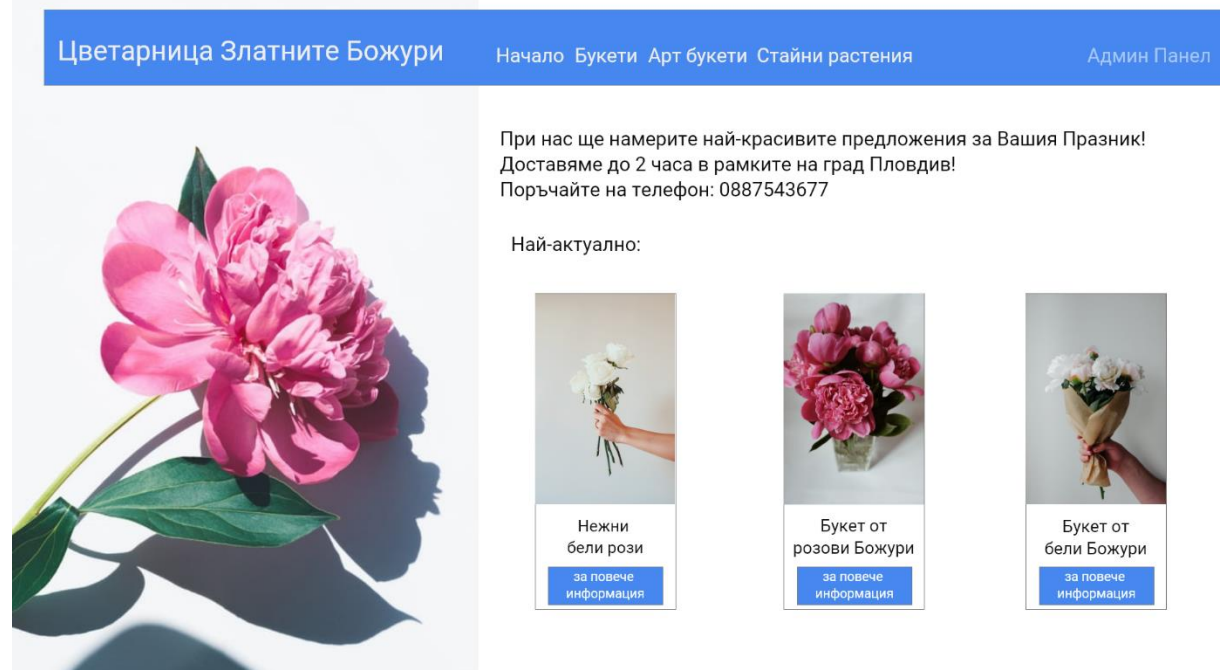 Цветарница Златните Божури
Начало Букети Арт букети Стайни растения
Админ Панел
При нас ще намерите най-красивите предложения за Вашия Празник!
Доставяме до 2 часа в рамките на град Пловдив!
Поръчайте на телефон: 0887543677
Най-актуално:
Нежни
бели рози
за повече
информация
Букет от
розови Божури
за повече
информация
Букет от
бели Божури
за повече
информация